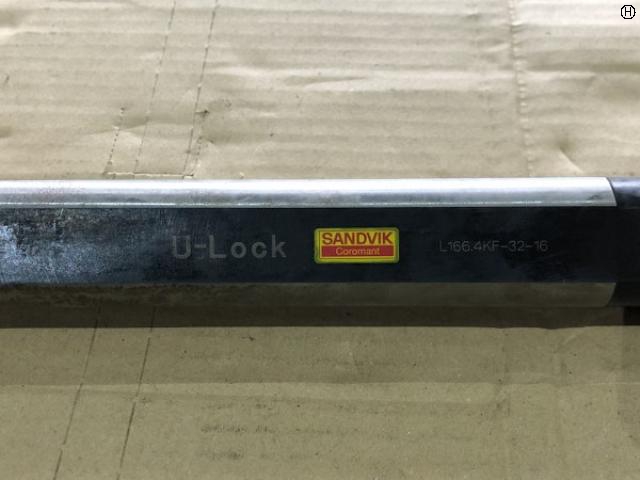 Ⓗ
U-Lock
SANDVIK
Coromant
L166.4KF-32-16